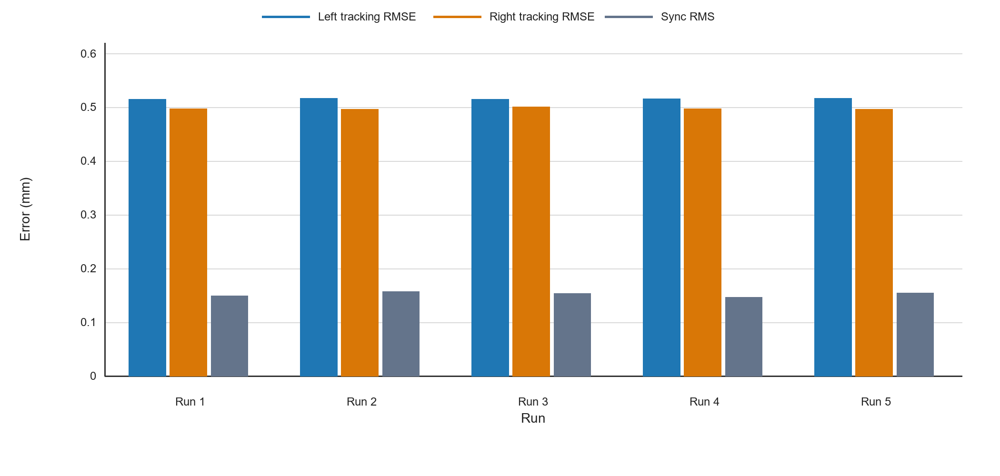 Left tracking RMSE Right tracking RMSE Sync RMS
0.6
0.5
0.4
0.3
0.2
0.1
0
Error (mm)
Run 1 Run 2 Run 3 Run 4 Run 5
Run